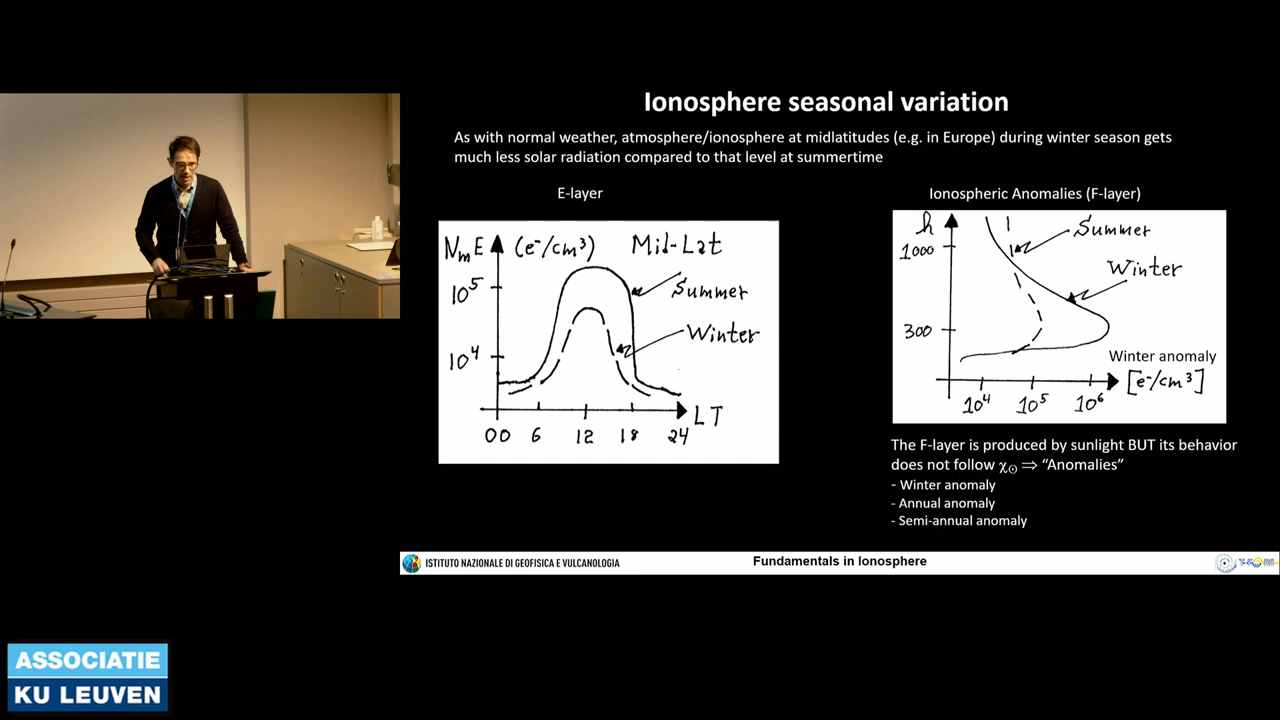 Ionosphere seasonal variation
As with normal weather, atmosphere/ionosphere at midlatitudes (e.g. in Europe) during winter season gets
much less solar radiation compared to that level at summertime
E-layer
NmE (e-/cm³) Mid-Lat
10⁵
Summer
Winter
10⁴
LT
00 6 12 18 24
Ionospheric Anomalies (F-layer)
h
Summer
1000
Winter
300
Winter anomaly
[e-/cm³]
10⁴ 10⁵ 10⁶
The F-layer is produced by sunlight BUT its behavior
does not follow χ⊙ ⇒ “Anomalies”
- Winter anomaly
- Annual anomaly
- Semi-annual anomaly
ISTITUTO NAZIONALE DI GEOFISICA E VULCANOLOGIA
Fundamentals in Ionosphere
ASSOCIATIE
KU LEUVEN